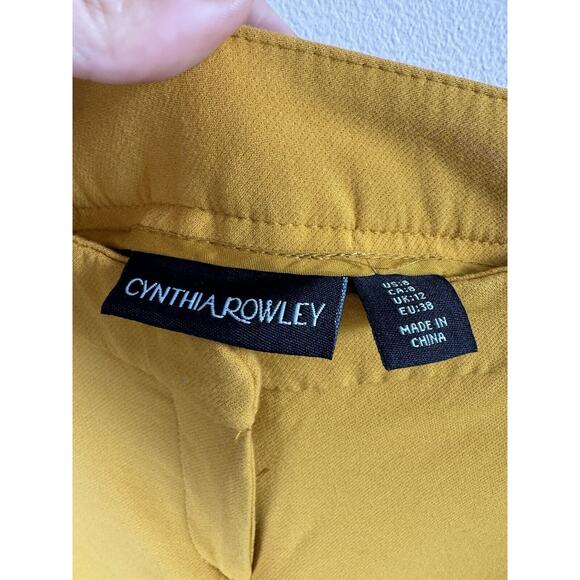 CYNTHIA ROWLEY
US:8
CA:8
UK:12
EU:38
MADE IN
CHINA